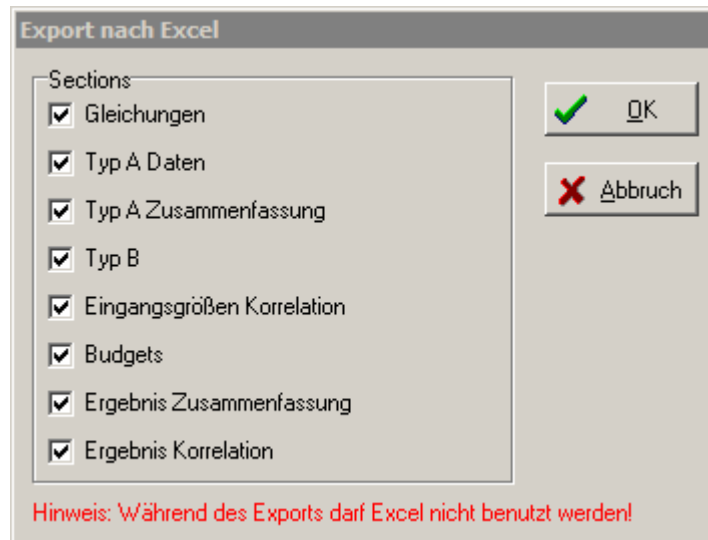 Export nach Excel
Sections
Gleichungen
Typ A Daten
Typ A Zusammenfassung
Typ B
Eingangsgrößen Korrelation
Budgets
Ergebnis Zusammenfassung
Ergebnis Korrelation
OK
Abbruch
Hinweis: Während des Exports darf Excel nicht benutzt werden!